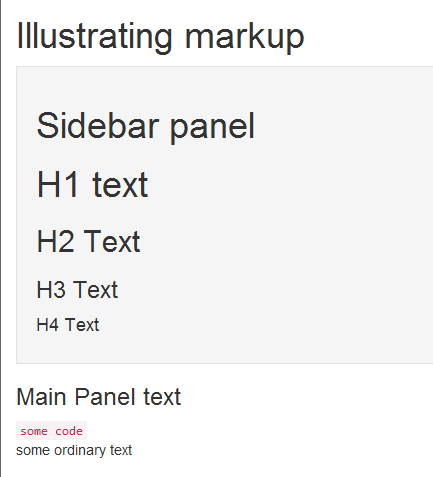 Illustrating markup
Sidebar panel
H1 text
H2 Text
H3 Text
H4 Text
Main Panel text
some code
some ordinary text